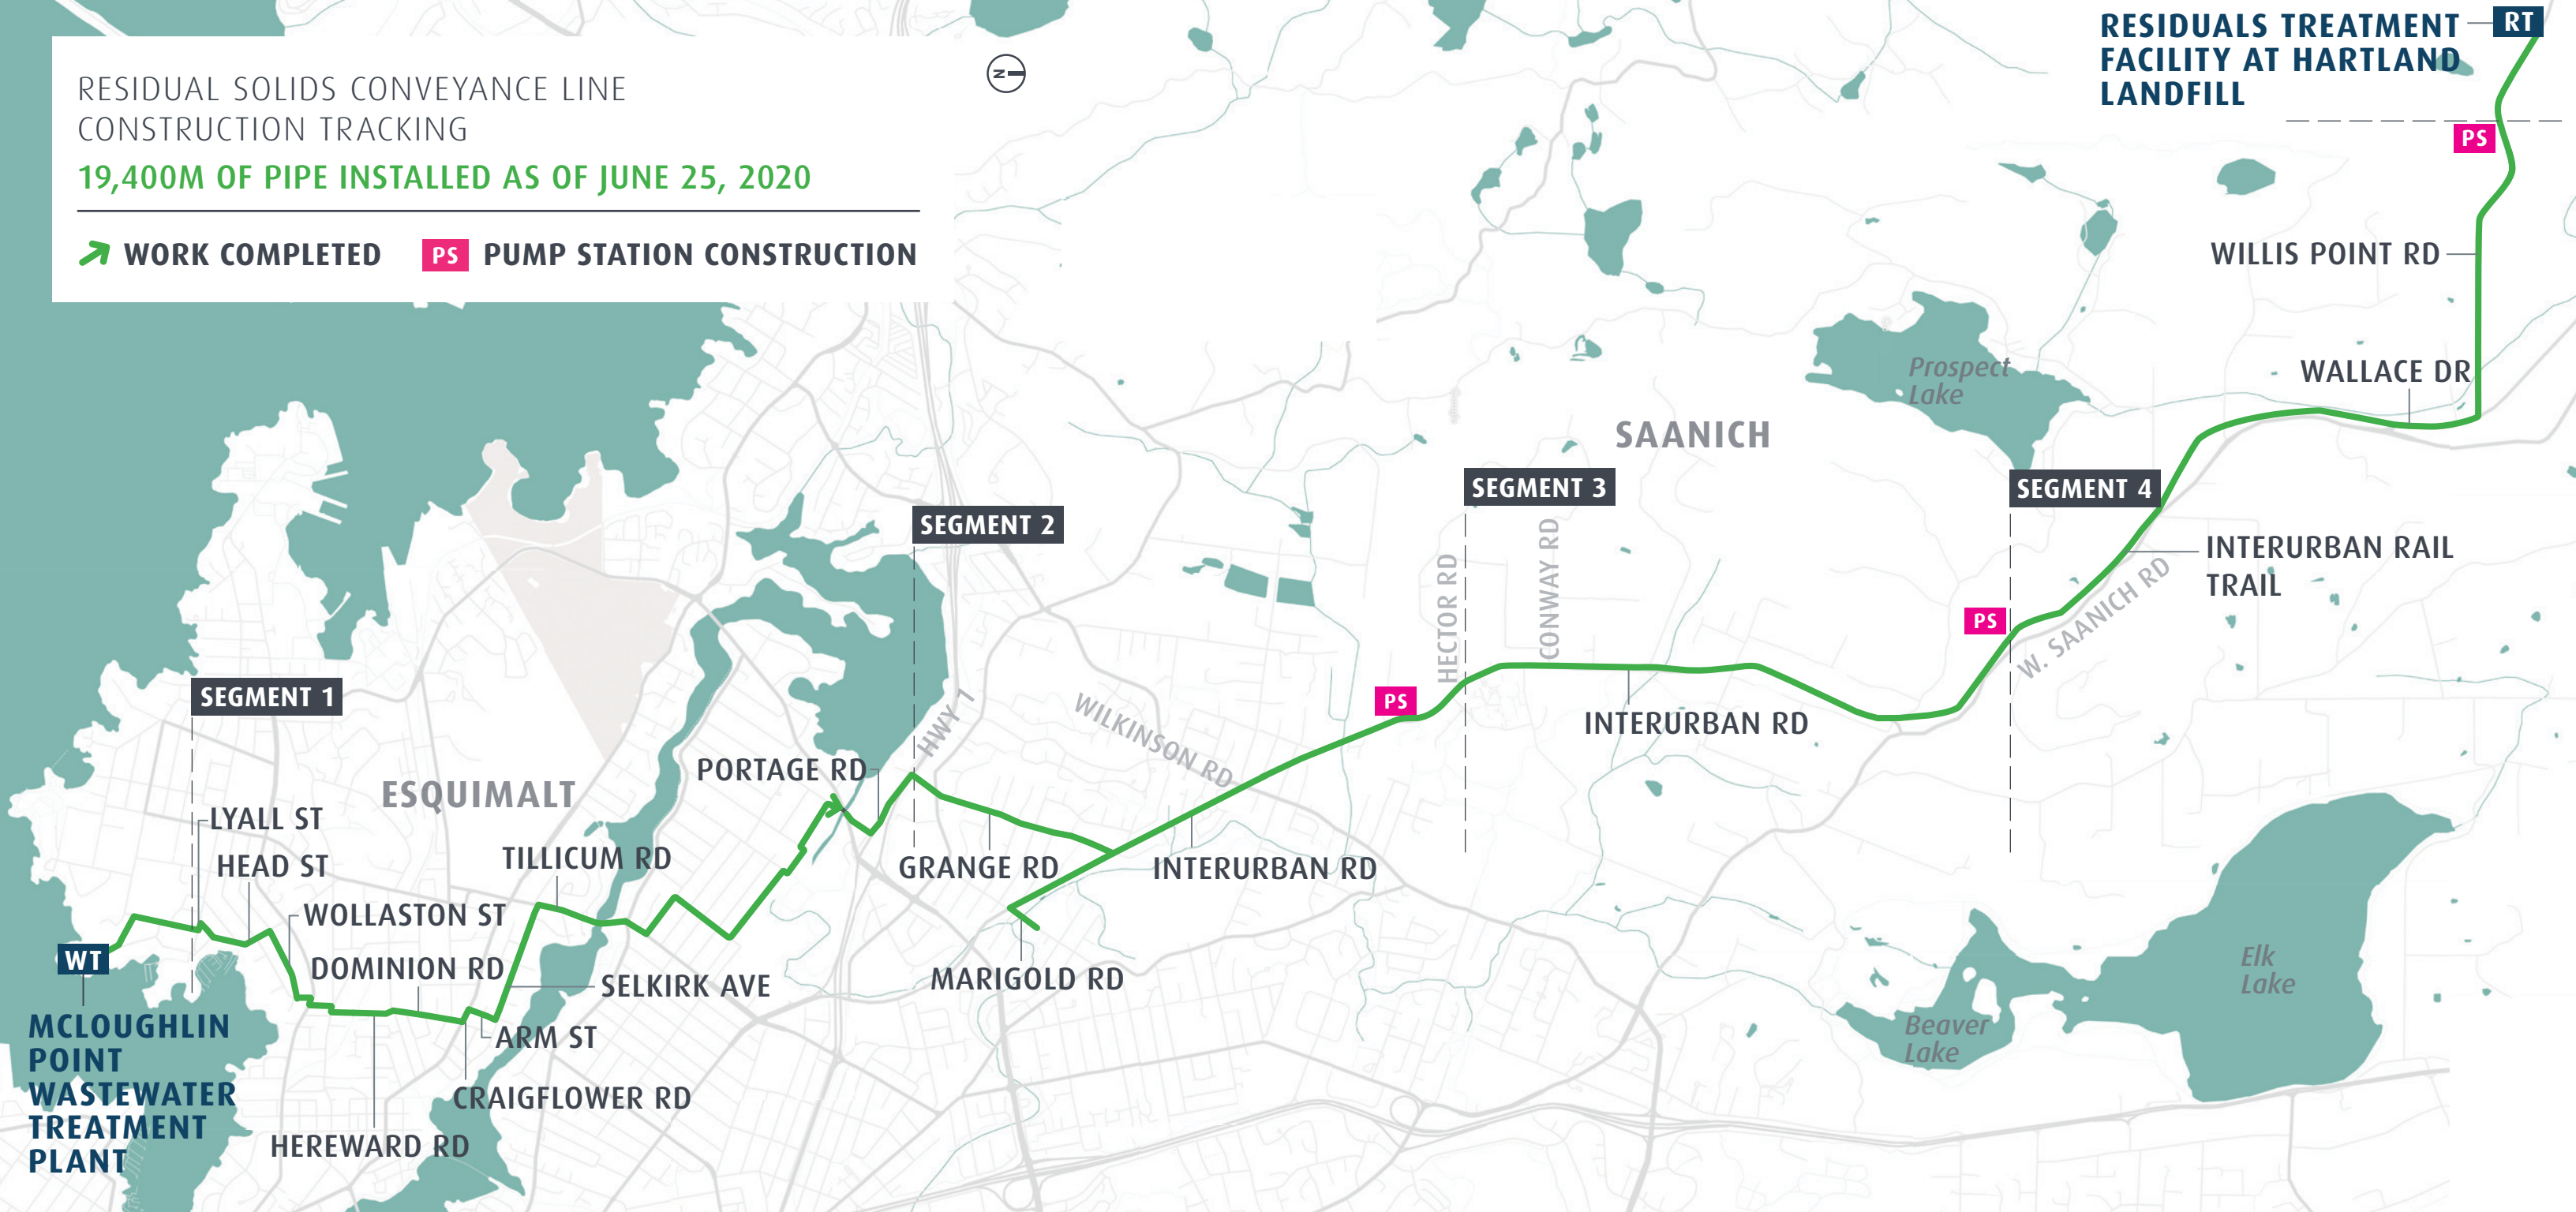 RESIDUAL SOLIDS CONVEYANCE LINE
CONSTRUCTION TRACKING
19,400M OF PIPE INSTALLED AS OF JUNE 25, 2020
WORK COMPLETED
PS PUMP STATION CONSTRUCTION
N
RESIDUALS TREATMENT
FACILITY AT HARTLAND
LANDFILL
RT
PS
WILLIS POINT RD
WALLACE DR
Prospect
Lake
SAANICH
SEGMENT 3
SEGMENT 4
SEGMENT 2
HECTOR RD
CONWAY RD
INTERURBAN RAIL
TRAIL
W. SAANICH RD
PS
PS
SEGMENT 1
HWY 1
WILKINSON RD
INTERURBAN RD
PORTAGE RD
ESQUIMALT
LYALL ST
HEAD ST
TILLICUM RD
GRANGE RD
INTERURBAN RD
WOLLASTON ST
WT
DOMINION RD
SELKIRK AVE
MARIGOLD RD
Elk
Lake
Beaver
Lake
MCLOUGHLIN
POINT
WASTEWATER
TREATMENT
PLANT
ARM ST
CRAIGFLOWER RD
HEREWARD RD